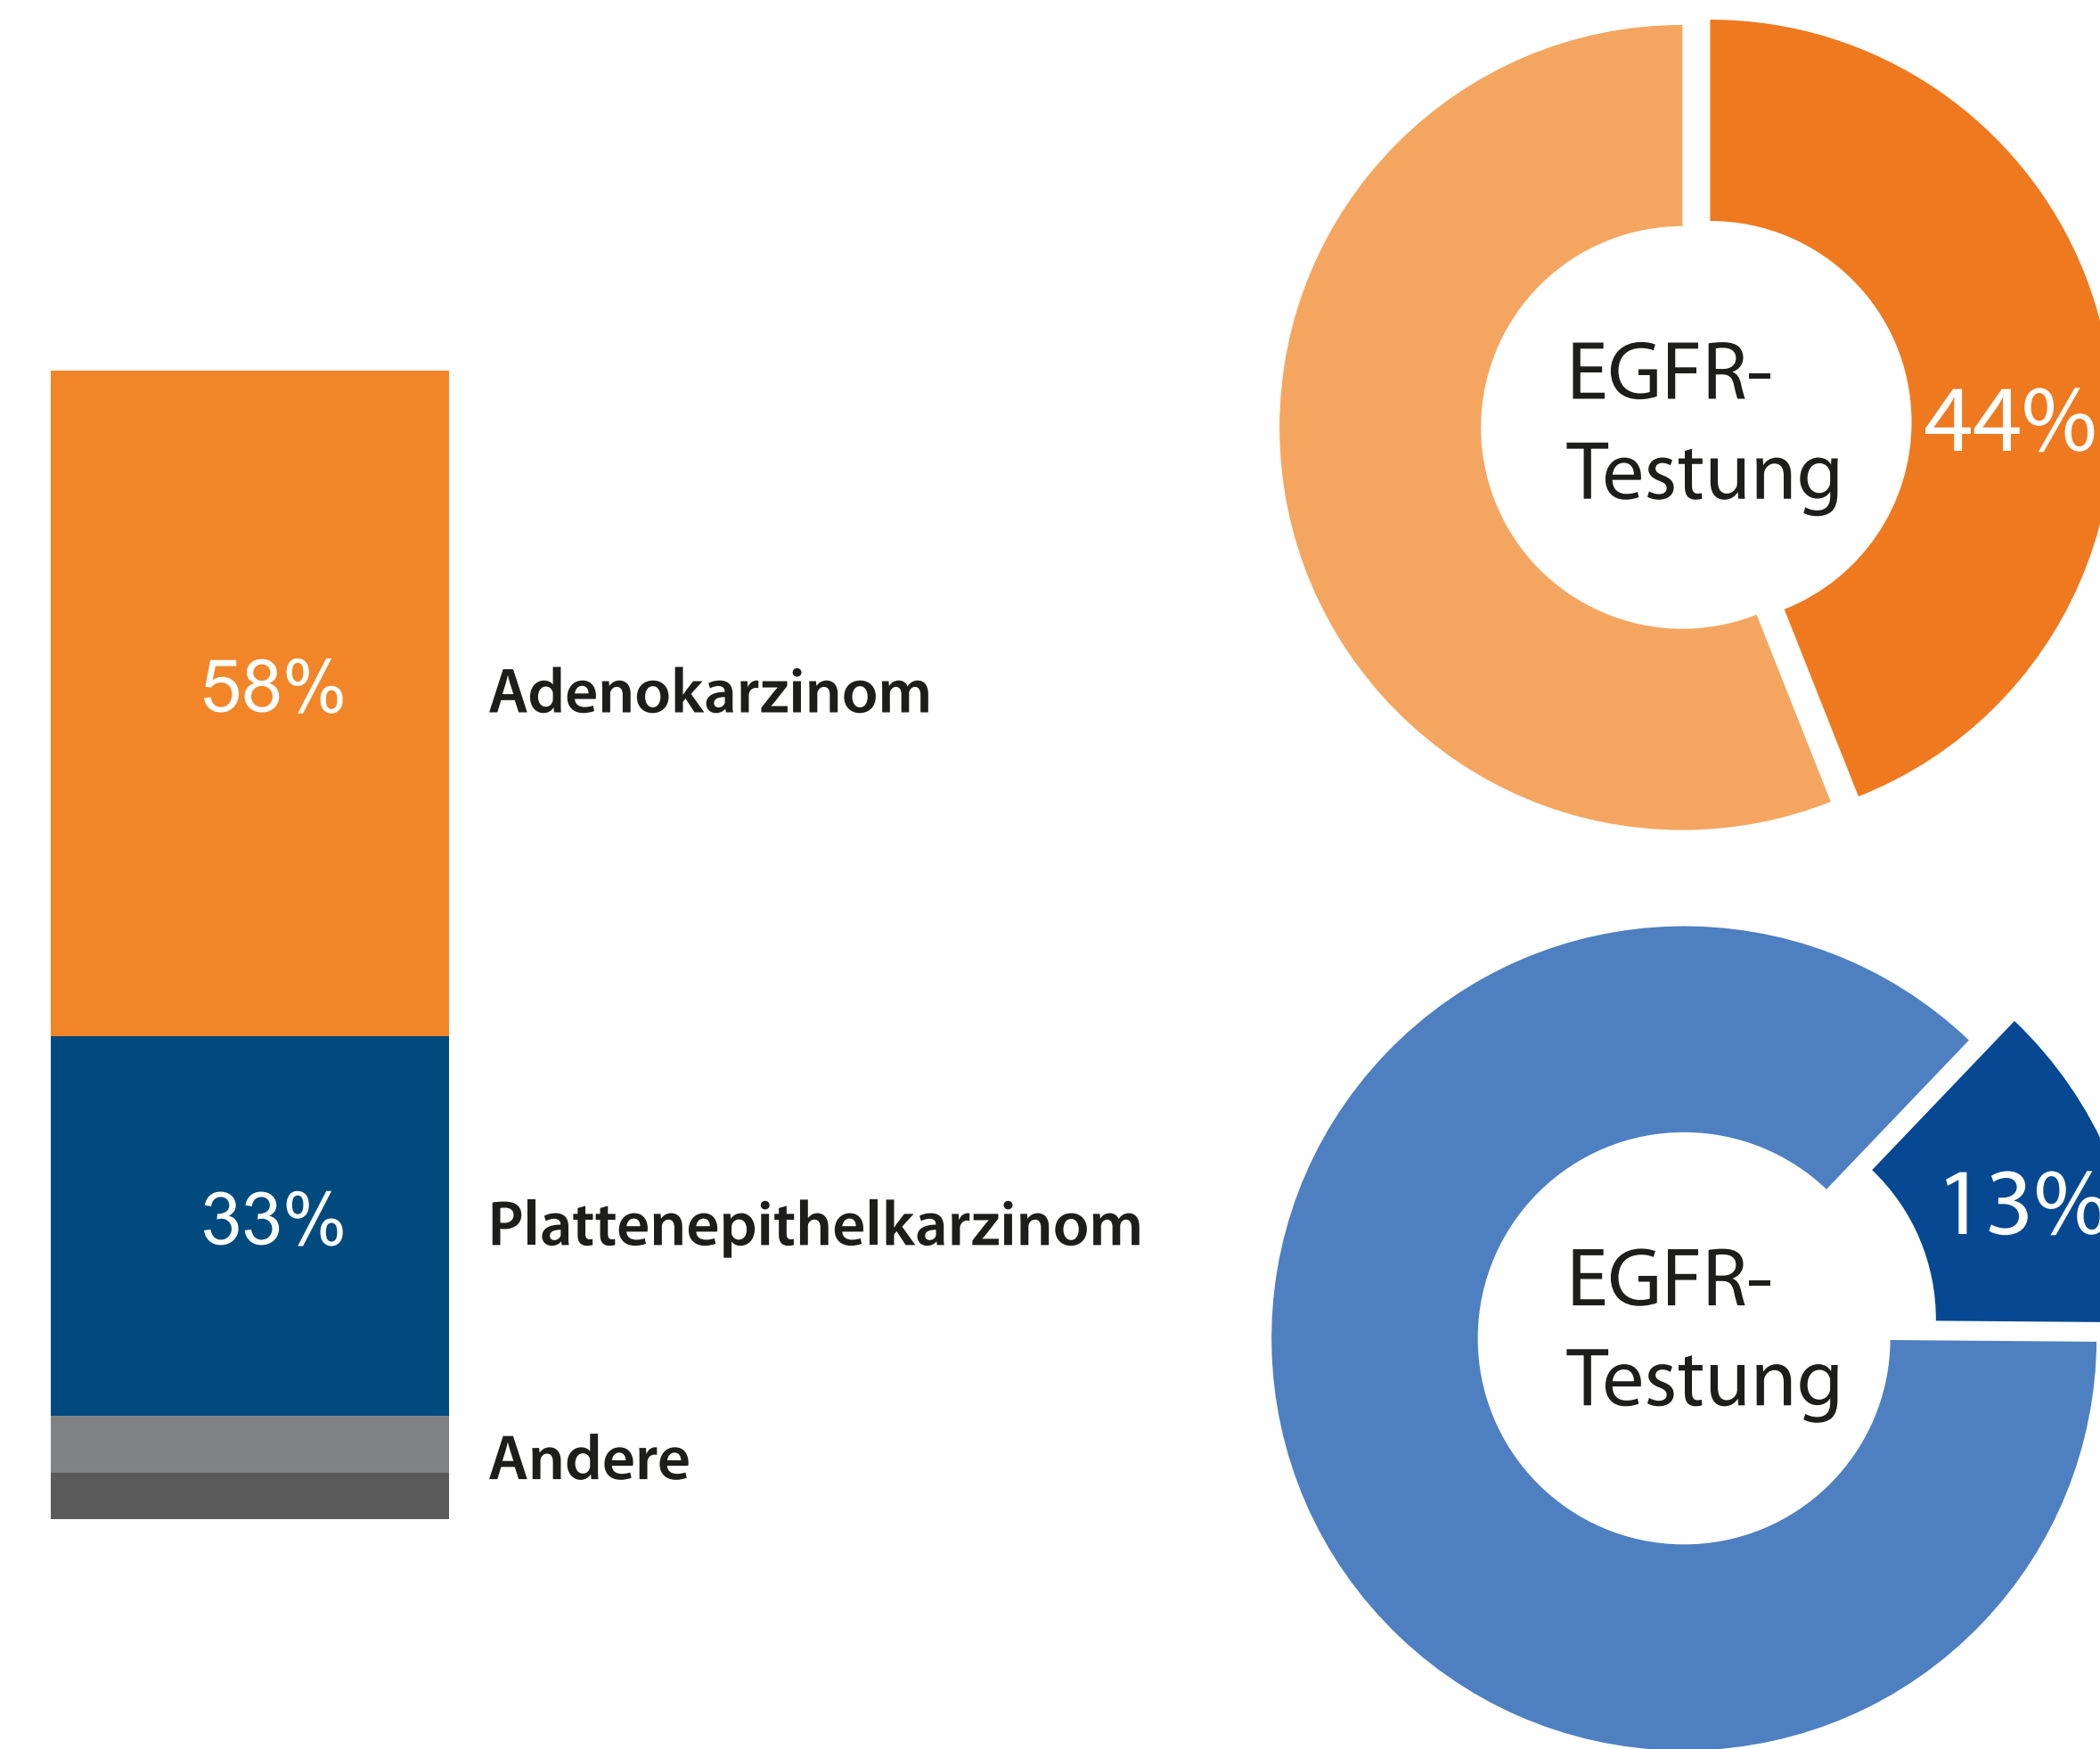 58%
Adenokarzinom
33%
Plattenepithelkarzinom
Andere
EGFR-
Testung
44%
EGFR-
Testung
13%